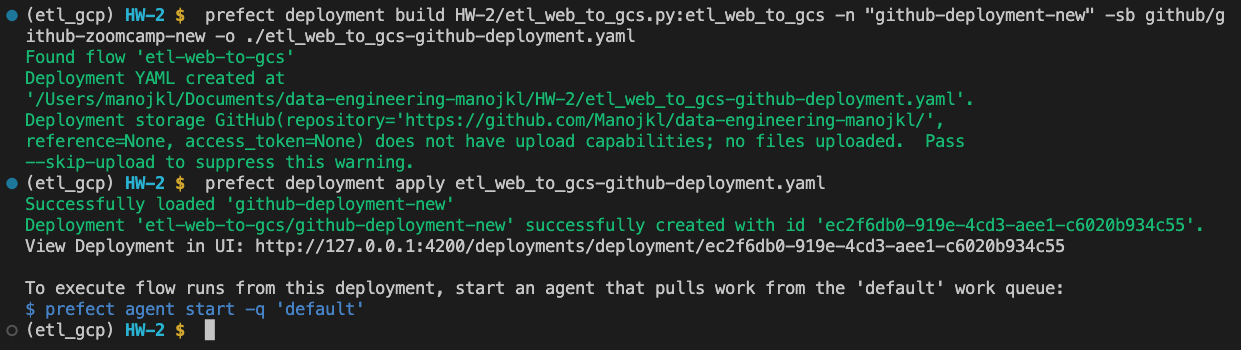 (etl_gcp) HW-2 $ prefect deployment build HW-2/etl_web_to_gcs.py:etl_web_to_gcs -n "github-deployment-new" -sb github/g
ithub-zoomcamp-new -o ./etl_web_to_gcs-github-deployment.yaml
Found flow 'etl-web-to-gcs'
Deployment YAML created at
'/Users/manojkl/Documents/data-engineering-manojkl/HW-2/etl_web_to_gcs-github-deployment.yaml'.
Deployment storage GitHub(repository='https://github.com/Manojkl/data-engineering-manojkl/',
reference=None, access_token=None) does not have upload capabilities; no files uploaded.  Pass
--skip-upload to suppress this warning.
(etl_gcp) HW-2 $ prefect deployment apply etl_web_to_gcs-github-deployment.yaml
Successfully loaded 'github-deployment-new'
Deployment 'etl-web-to-gcs/github-deployment-new' successfully created with id 'ec2f6db0-919e-4cd3-aee1-c6020b934c55'.
View Deployment in UI: http://127.0.0.1:4200/deployments/deployment/ec2f6db0-919e-4cd3-aee1-c6020b934c55
To execute flow runs from this deployment, start an agent that pulls work from the 'default' work queue:
$ prefect agent start -q 'default'
(etl_gcp) HW-2 $